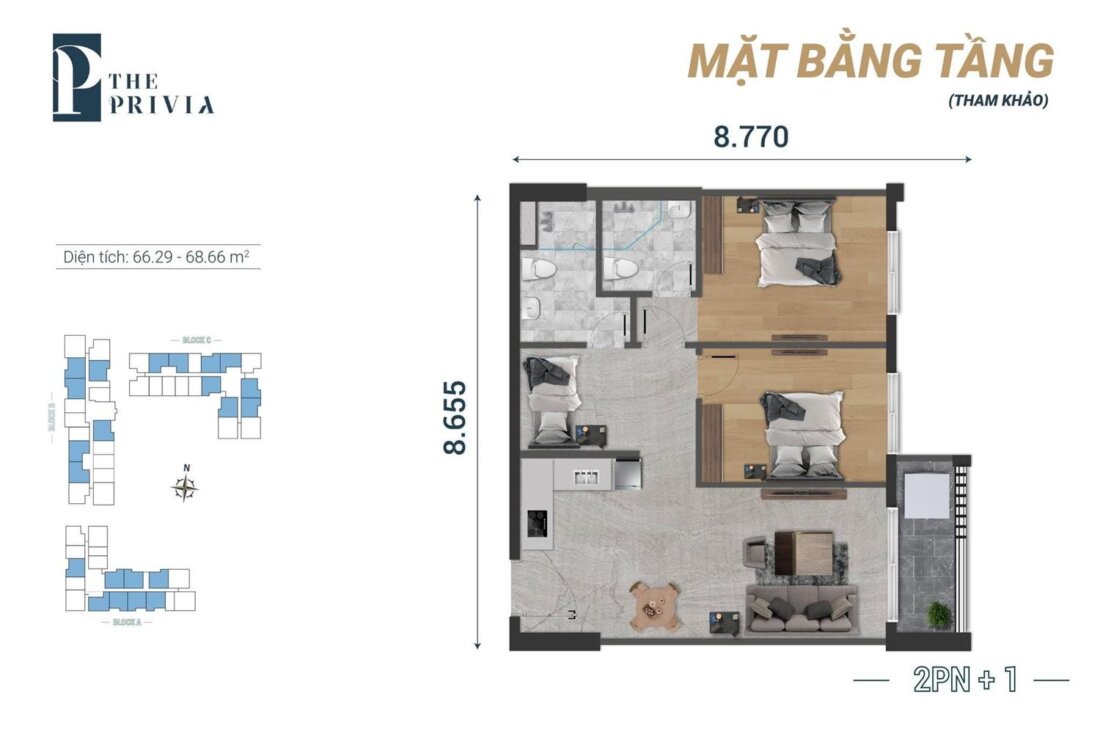 THE
PRIVIA
MẶT BẰNG TẦNG
(THAM KHẢO)
8.770
Diện tích: 66.29 - 68.66 m²
BLOCK C
BLOCK B
8.655
N
BLOCK A
2PN + 1